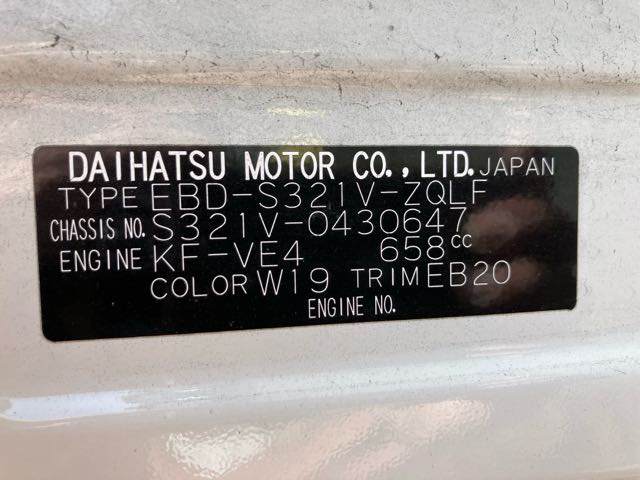 DAIHATSU MOTOR CO., LTD. JAPAN
TYPE EBD-S321V-ZQLF
CHASSIS NO. S321V-0430647
ENGINE KF-VE4 658cc
COLOR W19 TRIM EB20
ENGINE NO.